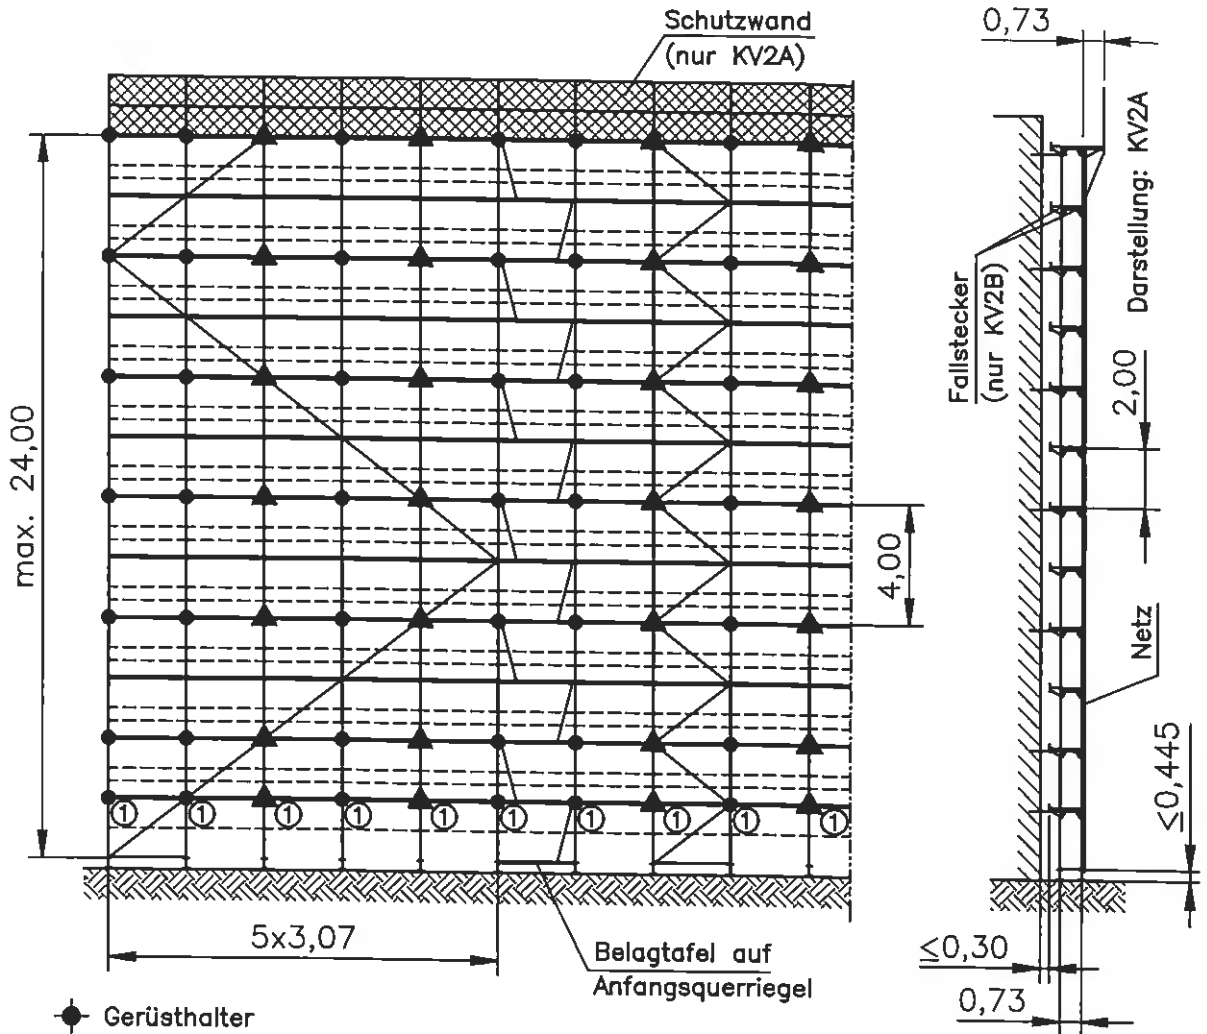 Schutzwand
(nur KV2A)
0,73
Darstellung: KV2A
Fallstecker
(nur KV2B)
2,00
max. 24,00
4,00
Netz
≤0,445
1 1 1 1 1 1 1 1 1 1
5x3,07
Belagtafel auf
Anfangsquerriegel
≤0,30
0,73
Gerüsthalter